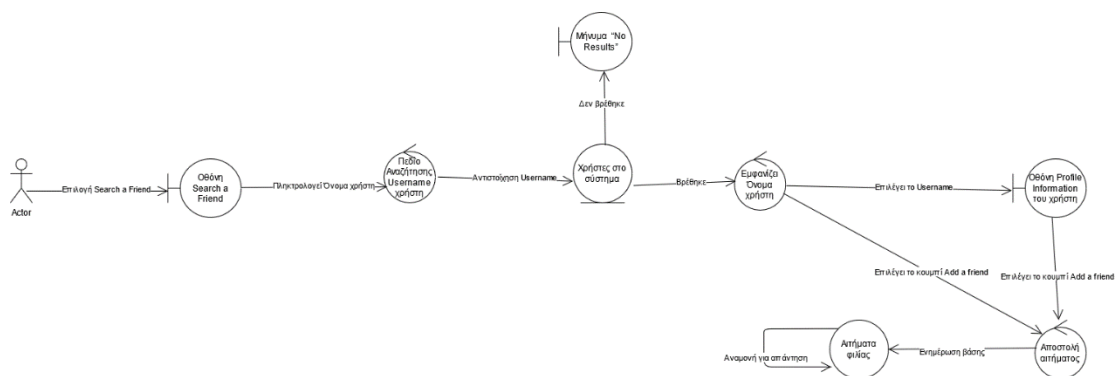 Μήνυμα "No
Results"
Δεν βρέθηκε
Actor
Επιλογή Search a Friend
Οθόνη
Search a
Friend
Πληκτρολογεί Όνομα χρήστη
Πεδίο
Αναζήτησης
Username
χρήστη
Αντιστοίχηση Username
Χρήστες στο
σύστημα
Βρέθηκε
Εμφανίζει
Όνομα
χρήστη
Επιλέγει το Username
Οθόνη Profile
Information
του χρήστη
Επιλέγει το κουμπί Add a friend
Επιλέγει το κουμπί Add a friend
Αναμονή για απάντηση
Αιτήματα
φιλίας
Ενημέρωση βάσης
Αποστολή
αιτήματος